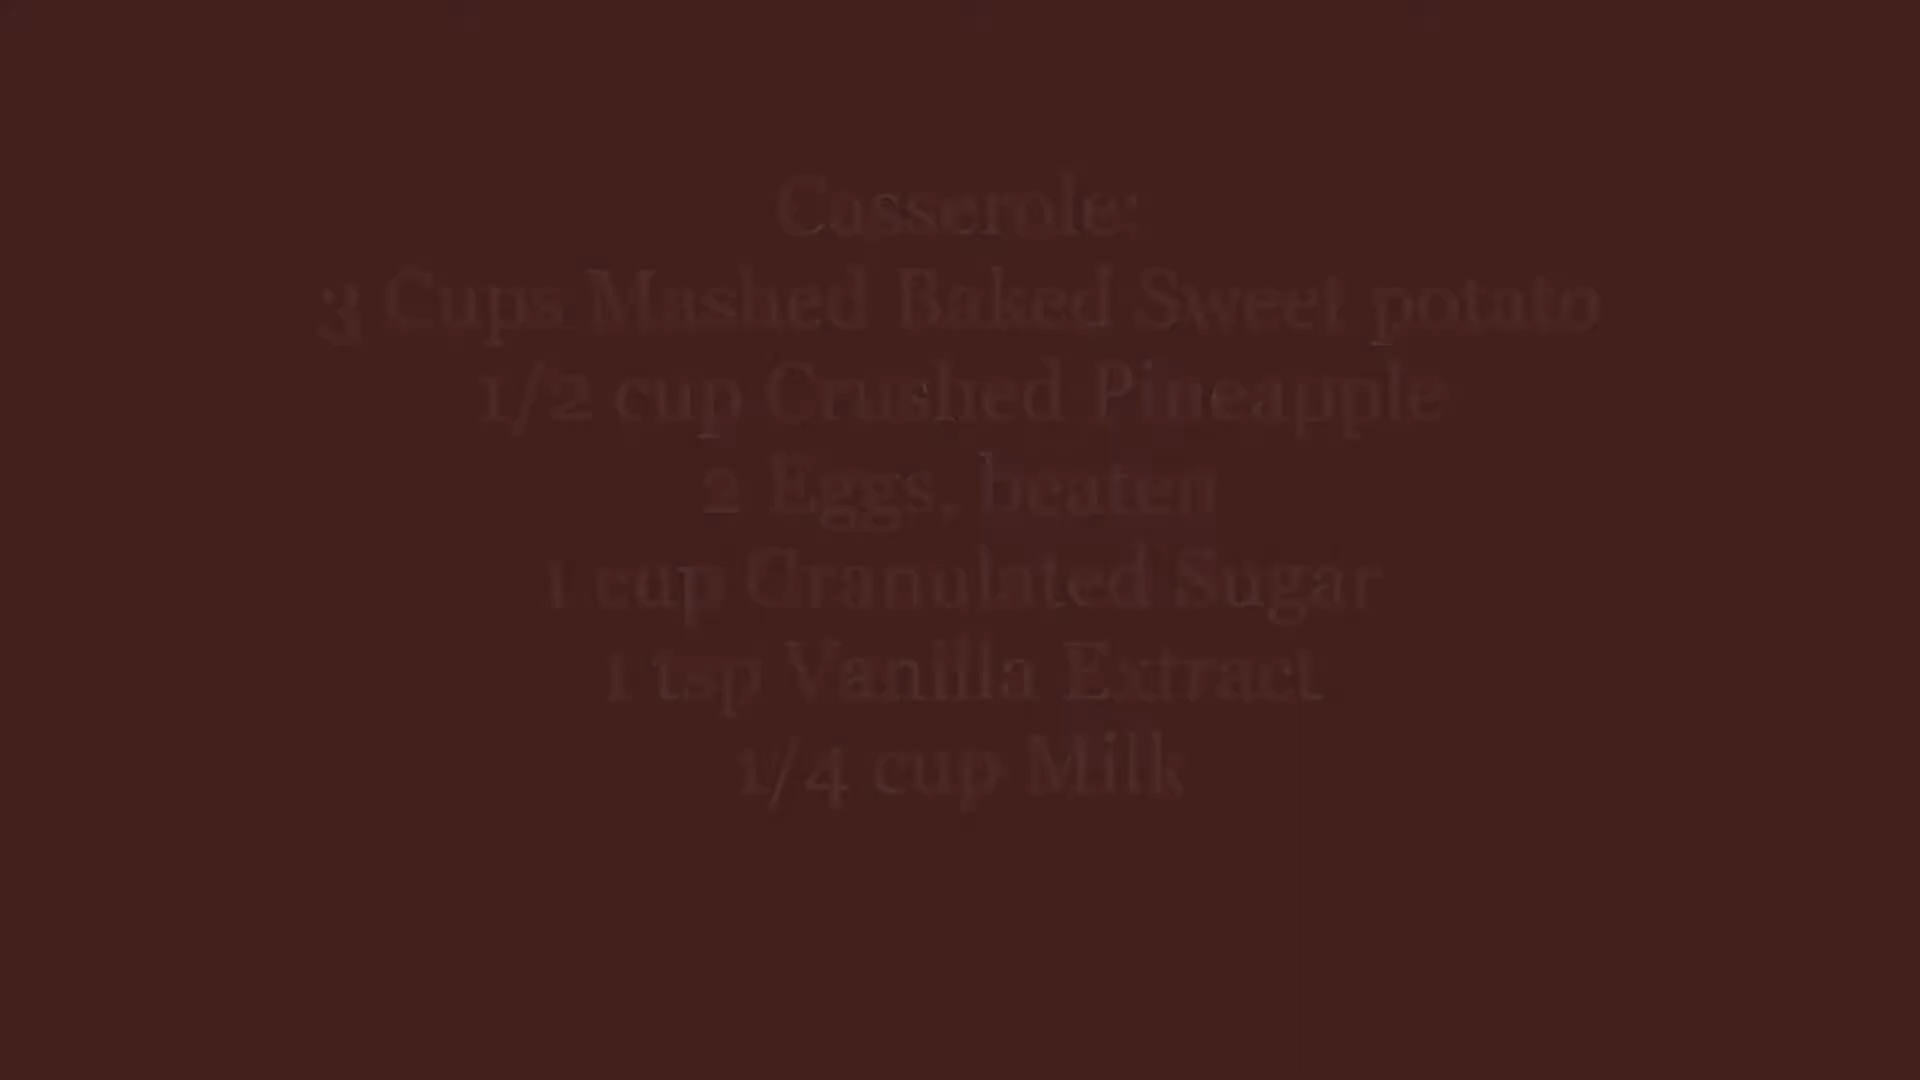 Casserole:
3 Cups Mashed Baked Sweet potato
1/2 cup Crushed Pineapple
2 Eggs, beaten
1 cup Granulated Sugar
1 tsp Vanilla Extract
1/4 cup Milk